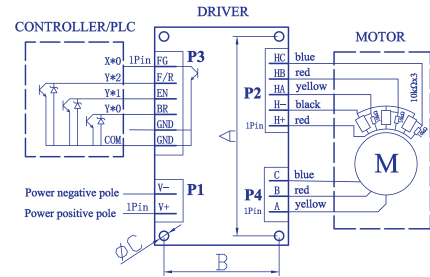 DRIVER
CONTROLLER/PLC
MOTOR
X*0 1Pin FG P3
Y*2 F/R
Y*1 EN
Y*0 BR
GND
COM GND
HC blue
HB red
P2 HA yellow
H- black
1Pin H+ red
10kΩx3
A
M
Power negative pole V- P1
Power positive pole 1Pin V+
C blue
P4 B red
1Pin A yellow
ØC
B